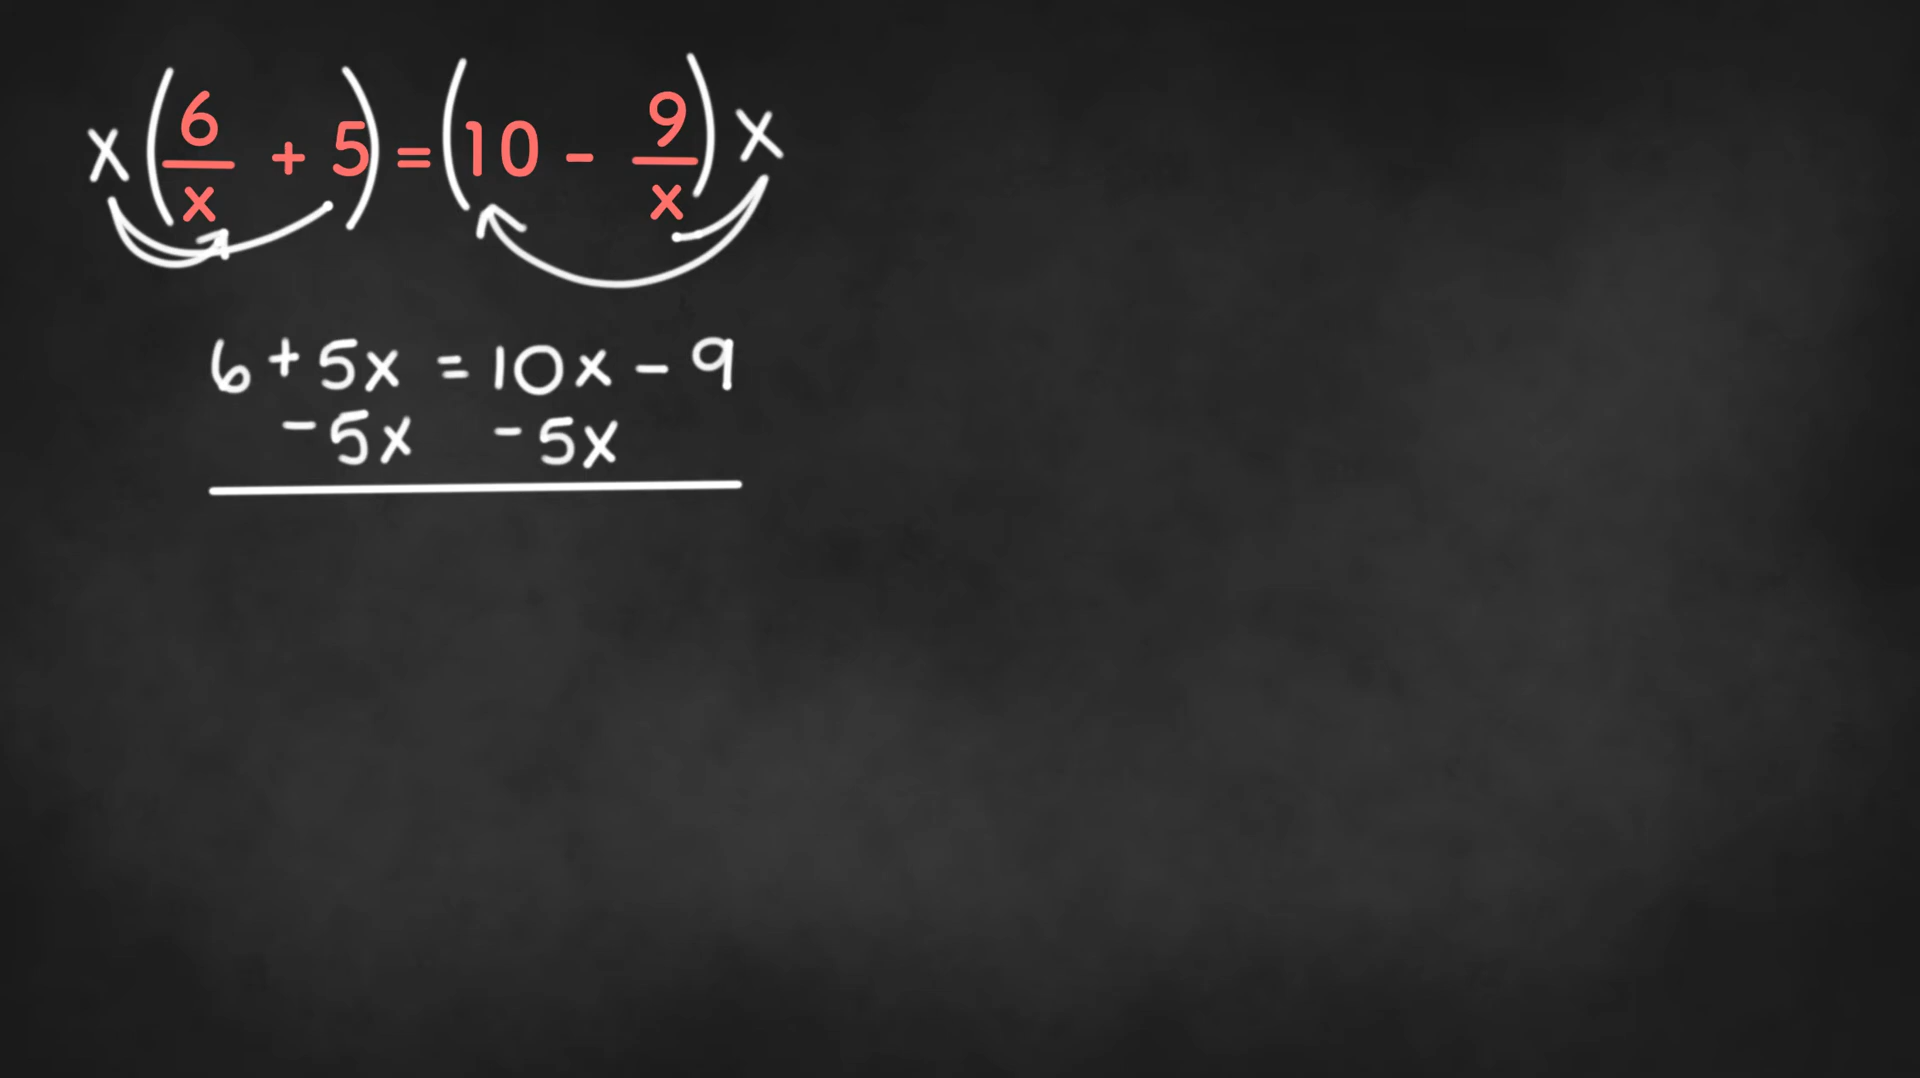 x(6/x + 5) = (10 - 9/x)x
6 + 5x = 10x - 9
-5x -5x